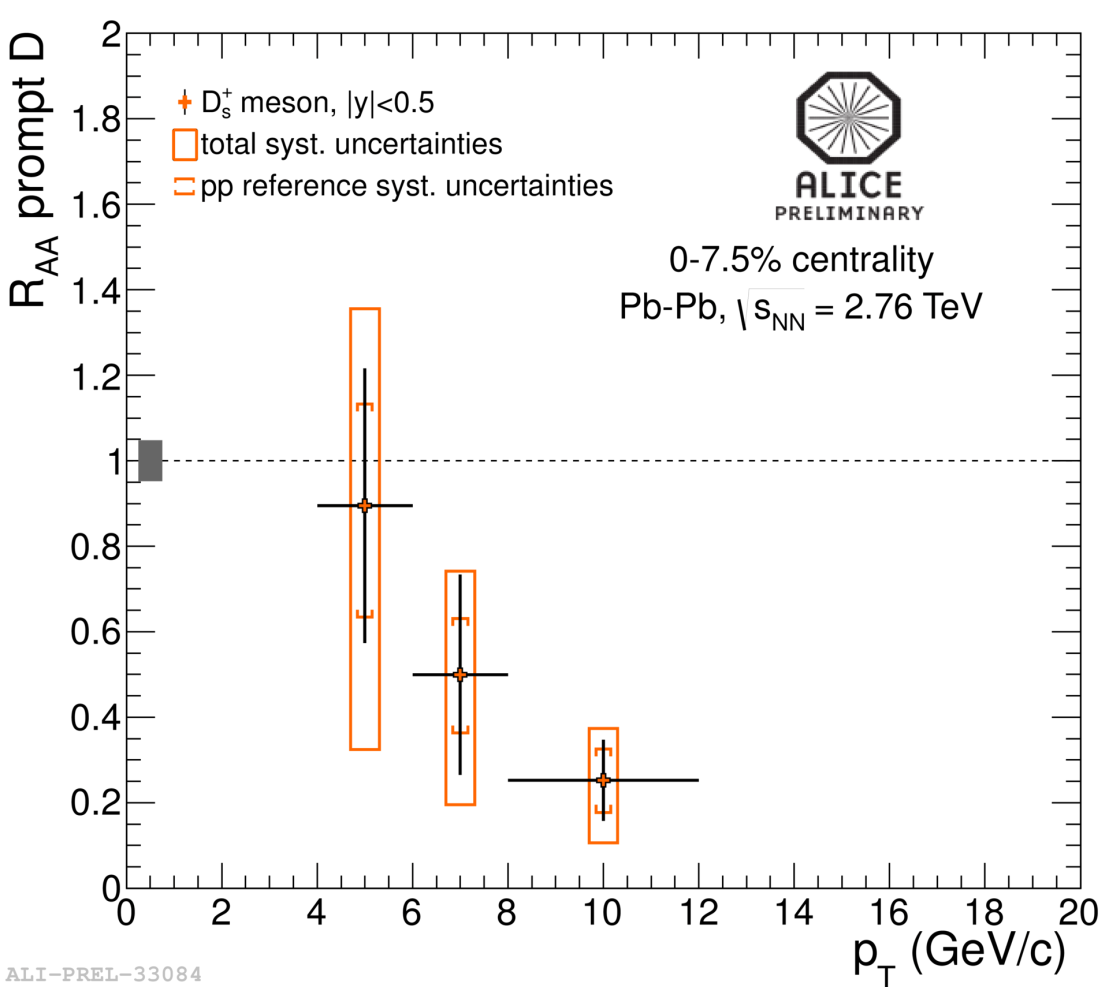 R_AA prompt D
2
1.8
1.6
1.4
1.2
1
0.8
0.6
0.4
0.2
0
D_s^+ meson, |y|<0.5
total syst. uncertainties
pp reference syst. uncertainties
ALICE
PRELIMINARY
0-7.5% centrality
Pb-Pb, √s_NN = 2.76 TeV
0 2 4 6 8 10 12 14 16 18 20
p_T (GeV/c)
ALI-PREL-33084